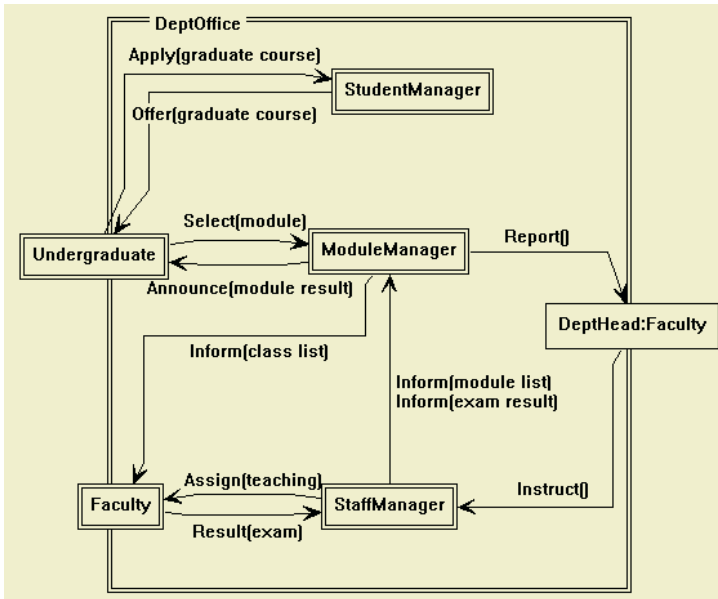 DeptOffice
Apply(graduate course)
StudentManager
Offer(graduate course)
Select(module)
Undergraduate
ModuleManager
Report()
Announce(module result)
DeptHead:Faculty
Inform(class list)
Inform(module list)
Inform(exam result)
Assign(teaching)
Faculty
StaffManager
Instruct()
Result(exam)